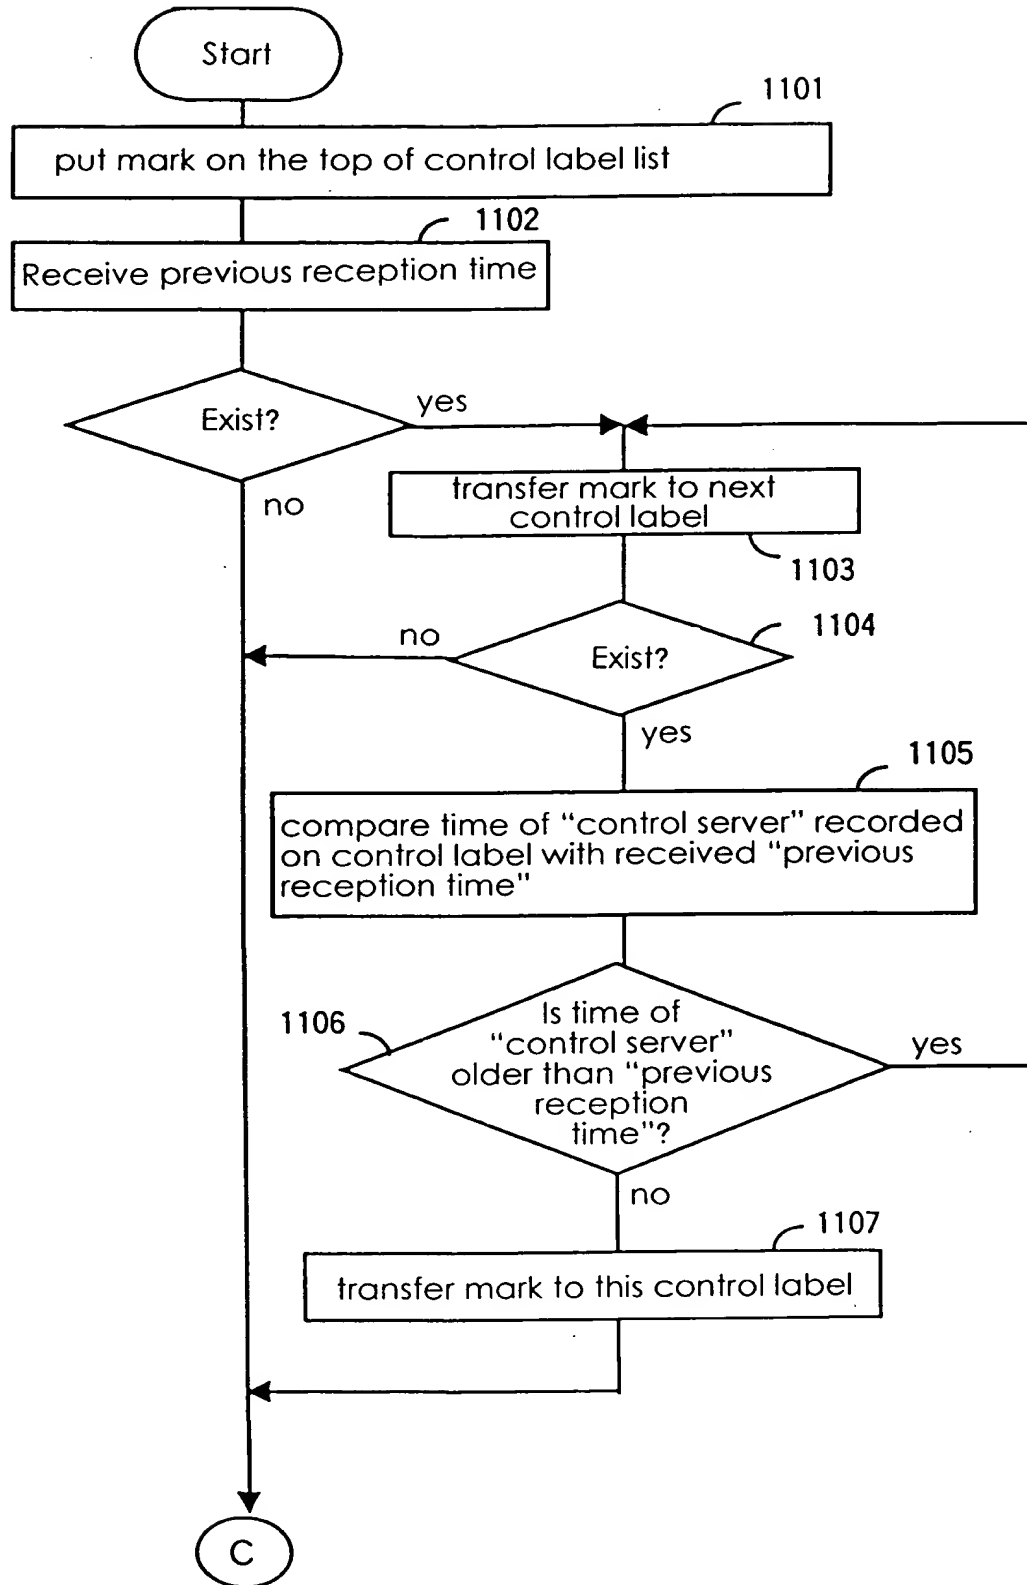 Start
1101
put mark on the top of control label list
1102
Receive previous reception time
Exist?
yes
no
transfer mark to next
control label
1103
no
1104
Exist?
yes
1105
compare time of “control server” recorded
on control label with received “previous
reception time”
1106
Is time of
“control server”
older than “previous
reception
time”?
yes
no
1107
transfer mark to this control label
C